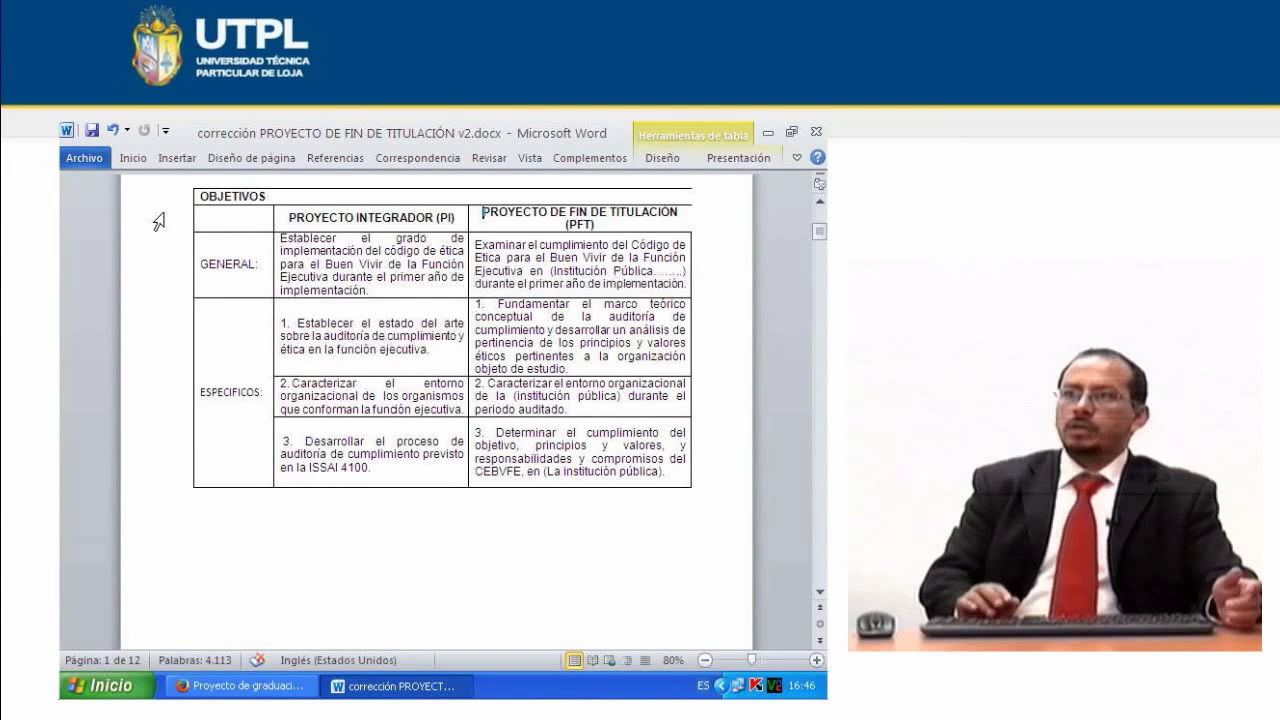 UTPL
UNIVERSIDAD TÉCNICA
PARTICULAR DE LOJA
corrección PROYECTO DE FIN DE TITULACIÓN v2.docx - Microsoft Word
Herramientas de tabla
Archivo Inicio Insertar Diseño de página Referencias Correspondencia Revisar Vista Complementos Diseño Presentación
OBJETIVOS
PROYECTO INTEGRADOR (PI)
PROYECTO DE FIN DE TITULACIÓN
(PFT)
GENERAL:
Establecer el grado de
implementación del código de ética
para el Buen Vivir de la Función
Ejecutiva durante el primer año de
implementación.
Examinar el cumplimiento del Código de
Etica para el Buen Vivir de la Función
Ejecutiva en (Institución Pública........)
durante el primer año de implementación.
ESPECIFICOS:
1. Establecer el estado del arte
sobre la auditoría de cumplimiento y
ética en la función ejecutiva.
1. Fundamentar el marco teórico
conceptual de la auditoría de
cumplimiento y desarrollar un análisis de
pertinencia de los principios y valores
éticos pertinentes a la organización
objeto de estudio.
2. Caracterizar el entorno
organizacional de los organismos
que conforman la función ejecutiva.
2. Caracterizar el entorno organizacional
de la (institución pública) durante el
periodo auditado.
3. Desarrollar el proceso de
auditoría de cumplimiento previsto
en la ISSAI 4100.
3. Determinar el cumplimiento del
objetivo, principios y valores, y
responsabilidades y compromisos del
CEBVFE, en (La institución pública).
Página: 1 de 12 Palabras: 4.113 Inglés (Estados Unidos) 80%
Inicio Proyecto de graduaci... corrección PROYECT... ES 16:46